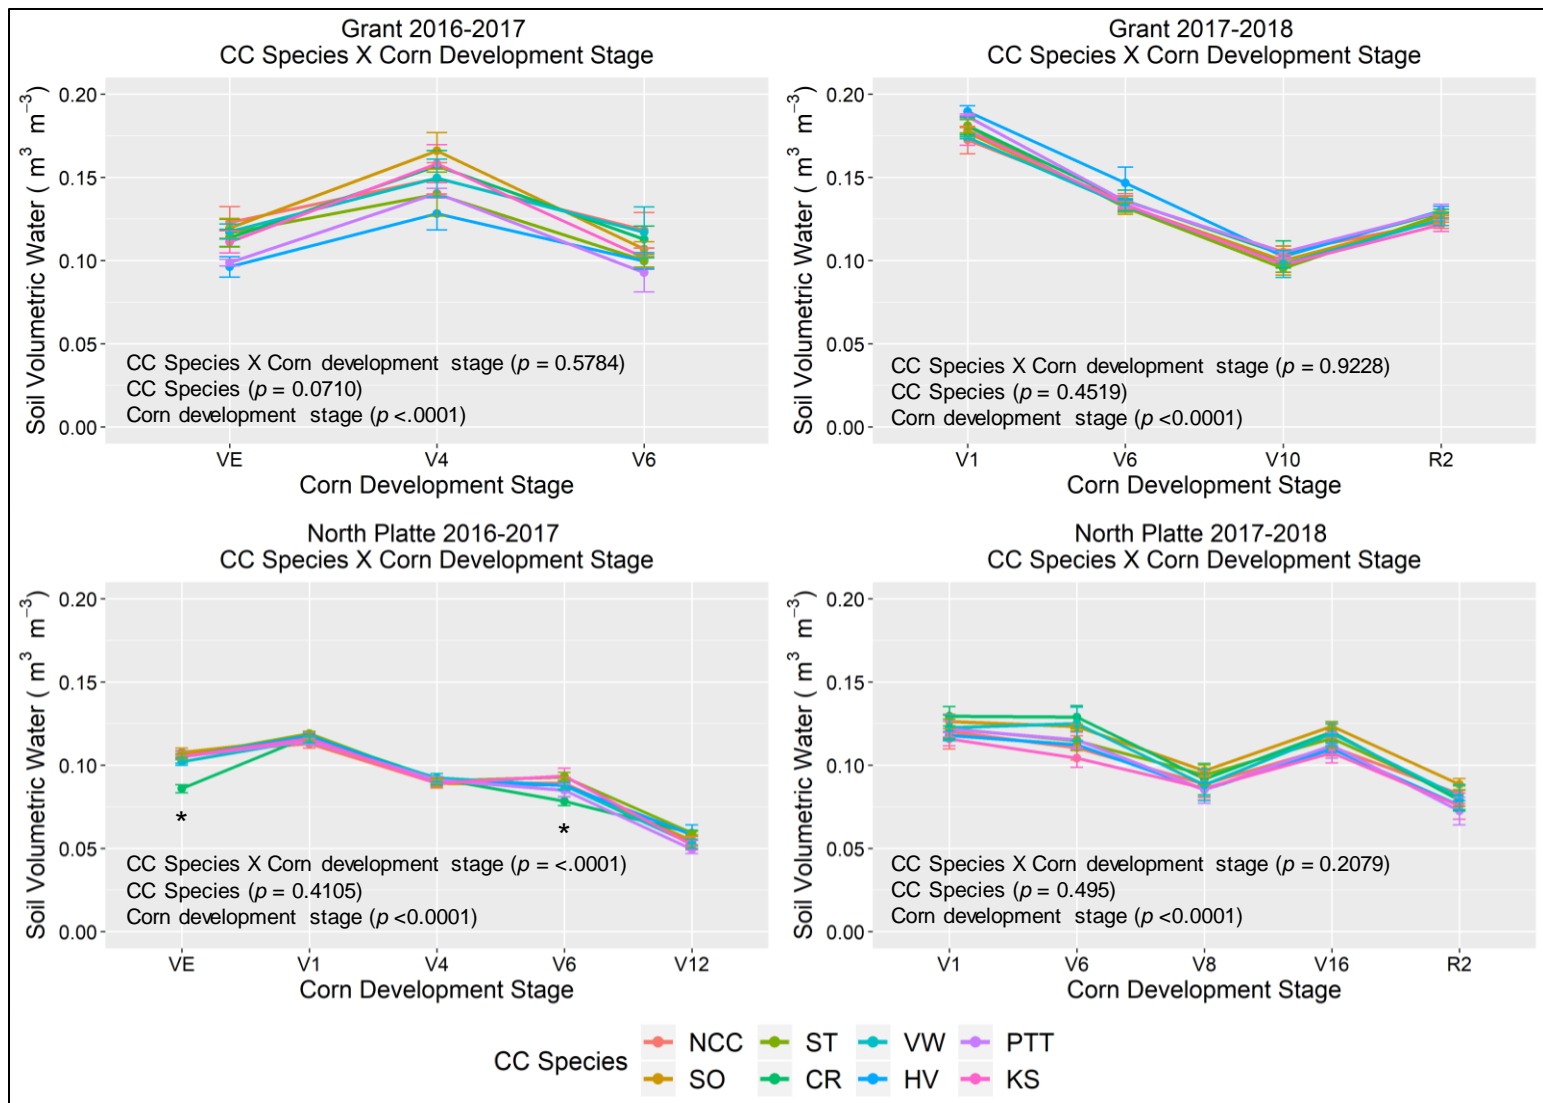 Grant 2016-2017
CC Species X Corn Development Stage
Soil Volumetric Water ( m³ m⁻³)
0.20
0.15
0.10
0.05
0.00
CC Species X Corn development stage (p = 0.5784)
CC Species (p = 0.0710)
Corn development stage (p <.0001)
VE V4 V6
Corn Development Stage
Grant 2017-2018
CC Species X Corn Development Stage
Soil Volumetric Water ( m³ m⁻³)
0.20
0.15
0.10
0.05
0.00
CC Species X Corn development stage (p = 0.9228)
CC Species (p = 0.4519)
Corn development stage (p <0.0001)
V1 V6 V10 R2
Corn Development Stage
North Platte 2016-2017
CC Species X Corn Development Stage
Soil Volumetric Water ( m³ m⁻³)
0.20
0.15
0.10
0.05
0.00
* *
CC Species X Corn development stage (p = <.0001)
CC Species (p = 0.4105)
Corn development stage (p <0.0001)
VE V1 V4 V6 V12
Corn Development Stage
North Platte 2017-2018
CC Species X Corn Development Stage
Soil Volumetric Water ( m³ m⁻³)
0.20
0.15
0.10
0.05
0.00
CC Species X Corn development stage (p = 0.2079)
CC Species (p = 0.495)
Corn development stage (p <0.0001)
V1 V6 V8 V16 R2
Corn Development Stage
CC Species
NCC ST VW PTT
SO CR HV KS